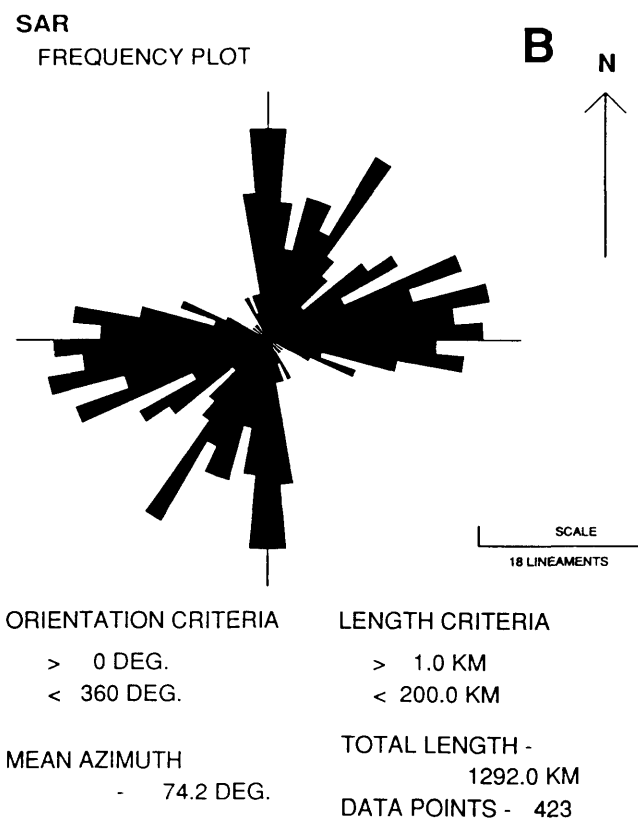 SAR
FREQUENCY PLOT
B
N
SCALE
18 LINEAMENTS
ORIENTATION CRITERIA
> 0 DEG.
< 360 DEG.
MEAN AZIMUTH
- 74.2 DEG.
LENGTH CRITERIA
> 1.0 KM
< 200.0 KM
TOTAL LENGTH -
1292.0 KM
DATA POINTS - 423